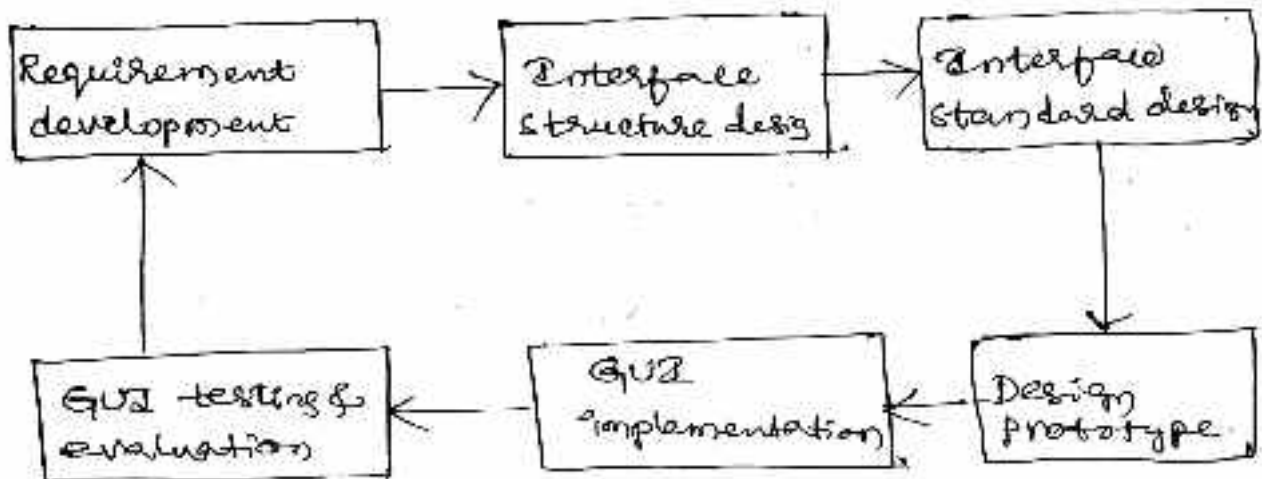 Requirement
development
Interface
structure desig
Interface
standard design
Design
prototype.
GUI
implementation
GUI testing &
evaluation